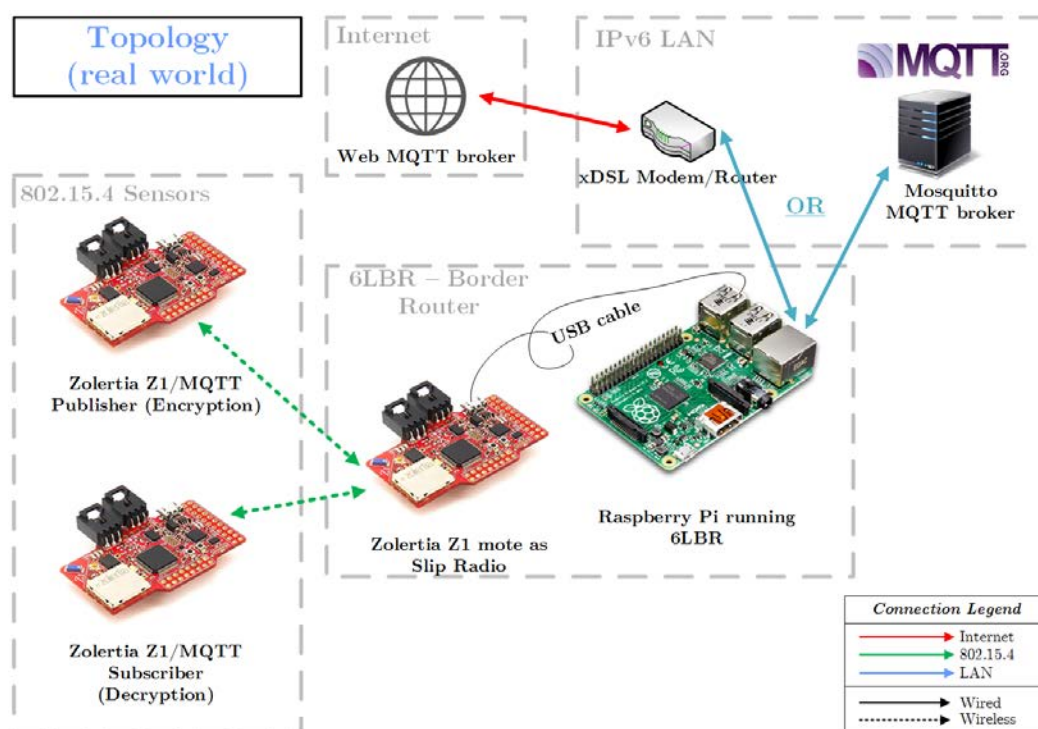 Topology
(real world)
Internet
Web MQTT broker
IPv6 LAN
MQTT
.ORG
xDSL Modem/Router
OR
Mosquitto
MQTT broker
802.15.4 Sensors
Zolertia Z1/MQTT
Publisher (Encryption)
Zolertia Z1/MQTT
Subscriber
(Decryption)
6LBR – Border
Router
USB cable
Zolertia Z1 mote as
Slip Radio
Raspberry Pi running
6LBR
Connection Legend
Internet
802.15.4
LAN
Wired
Wireless